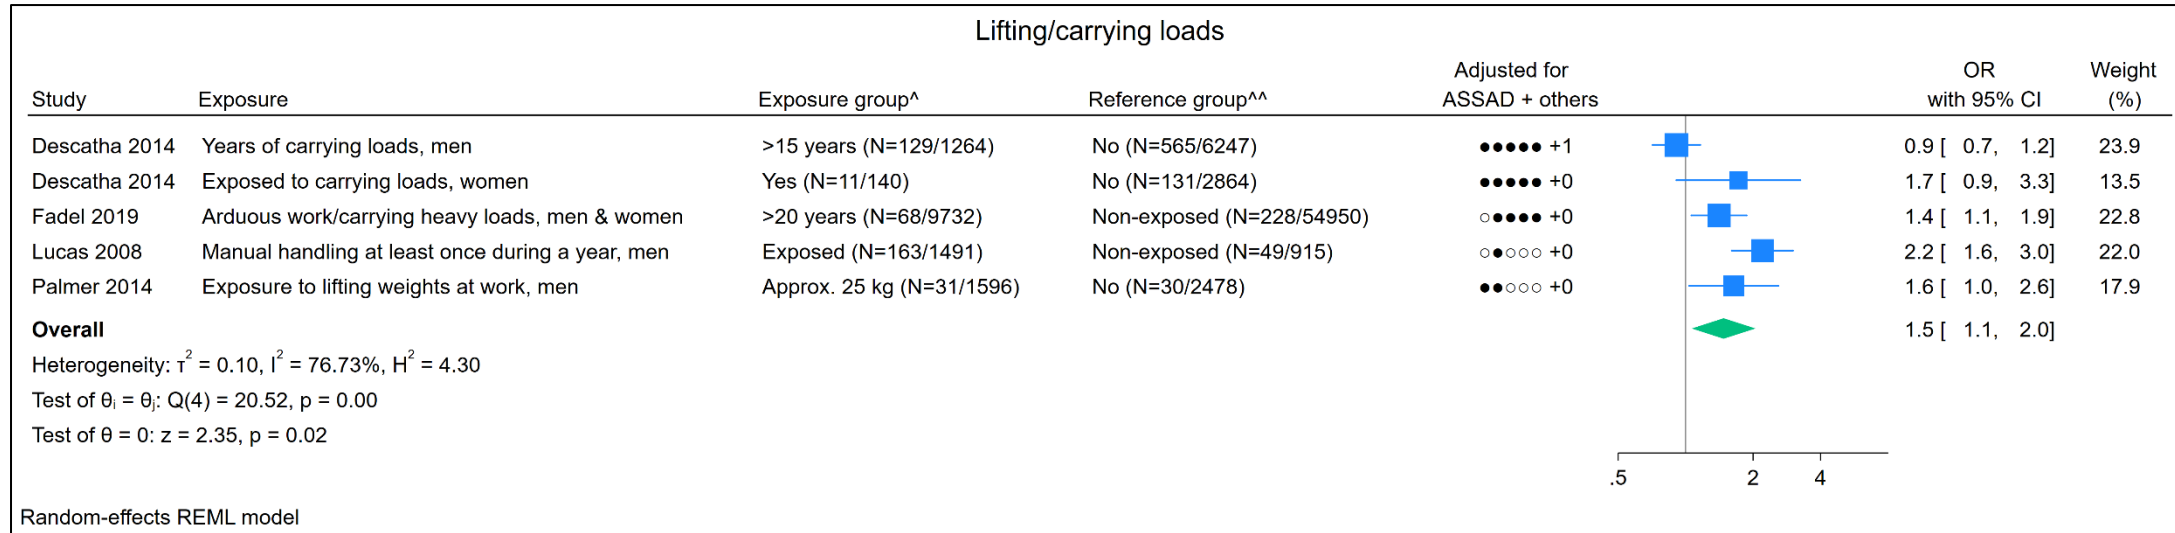 Lifting/carrying loads
Adjusted for OR Weight
Study Exposure Exposure group^ Reference group^^ ASSAD + others with 95% CI (%)
Descatha 2014 Years of carrying loads, men >15 years (N=129/1264) No (N=565/6247) ●●●●● +1 0.9 [ 0.7, 1.2] 23.9
Descatha 2014 Exposed to carrying loads, women Yes (N=11/140) No (N=131/2864) ●●●●● +0 1.7 [ 0.9, 3.3] 13.5
Fadel 2019 Arduous work/carrying heavy loads, men & women >20 years (N=68/9732) Non-exposed (N=228/54950) ○●●●● +0 1.4 [ 1.1, 1.9] 22.8
Lucas 2008 Manual handling at least once during a year, men Exposed (N=163/1491) Non-exposed (N=49/915) ○●○○○ +0 2.2 [ 1.6, 3.0] 22.0
Palmer 2014 Exposure to lifting weights at work, men Approx. 25 kg (N=31/1596) No (N=30/2478) ●●○○○ +0 1.6 [ 1.0, 2.6] 17.9
Overall 1.5 [ 1.1, 2.0]
Heterogeneity: τ² = 0.10, I² = 76.73%, H² = 4.30
Test of θᵢ = θⱼ: Q(4) = 20.52, p = 0.00
Test of θ = 0: z = 2.35, p = 0.02
.5 2 4
Random-effects REML model